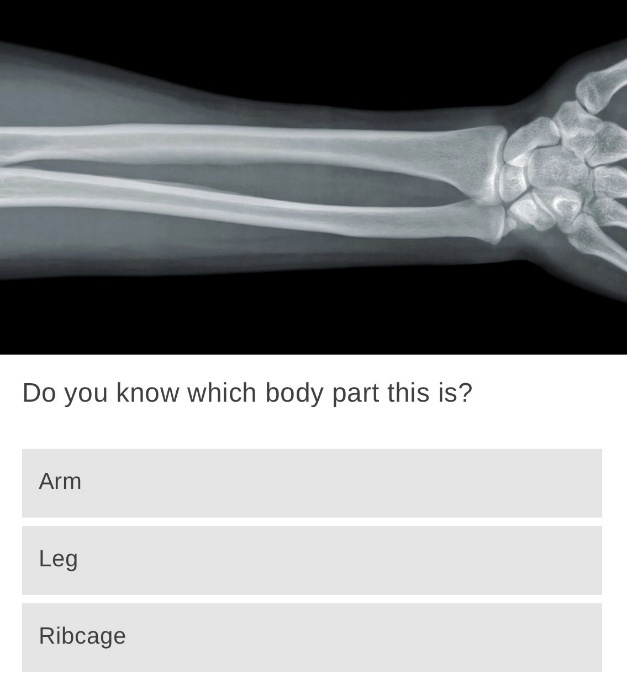 Do you know which body part this is?
Arm
Leg
Ribcage